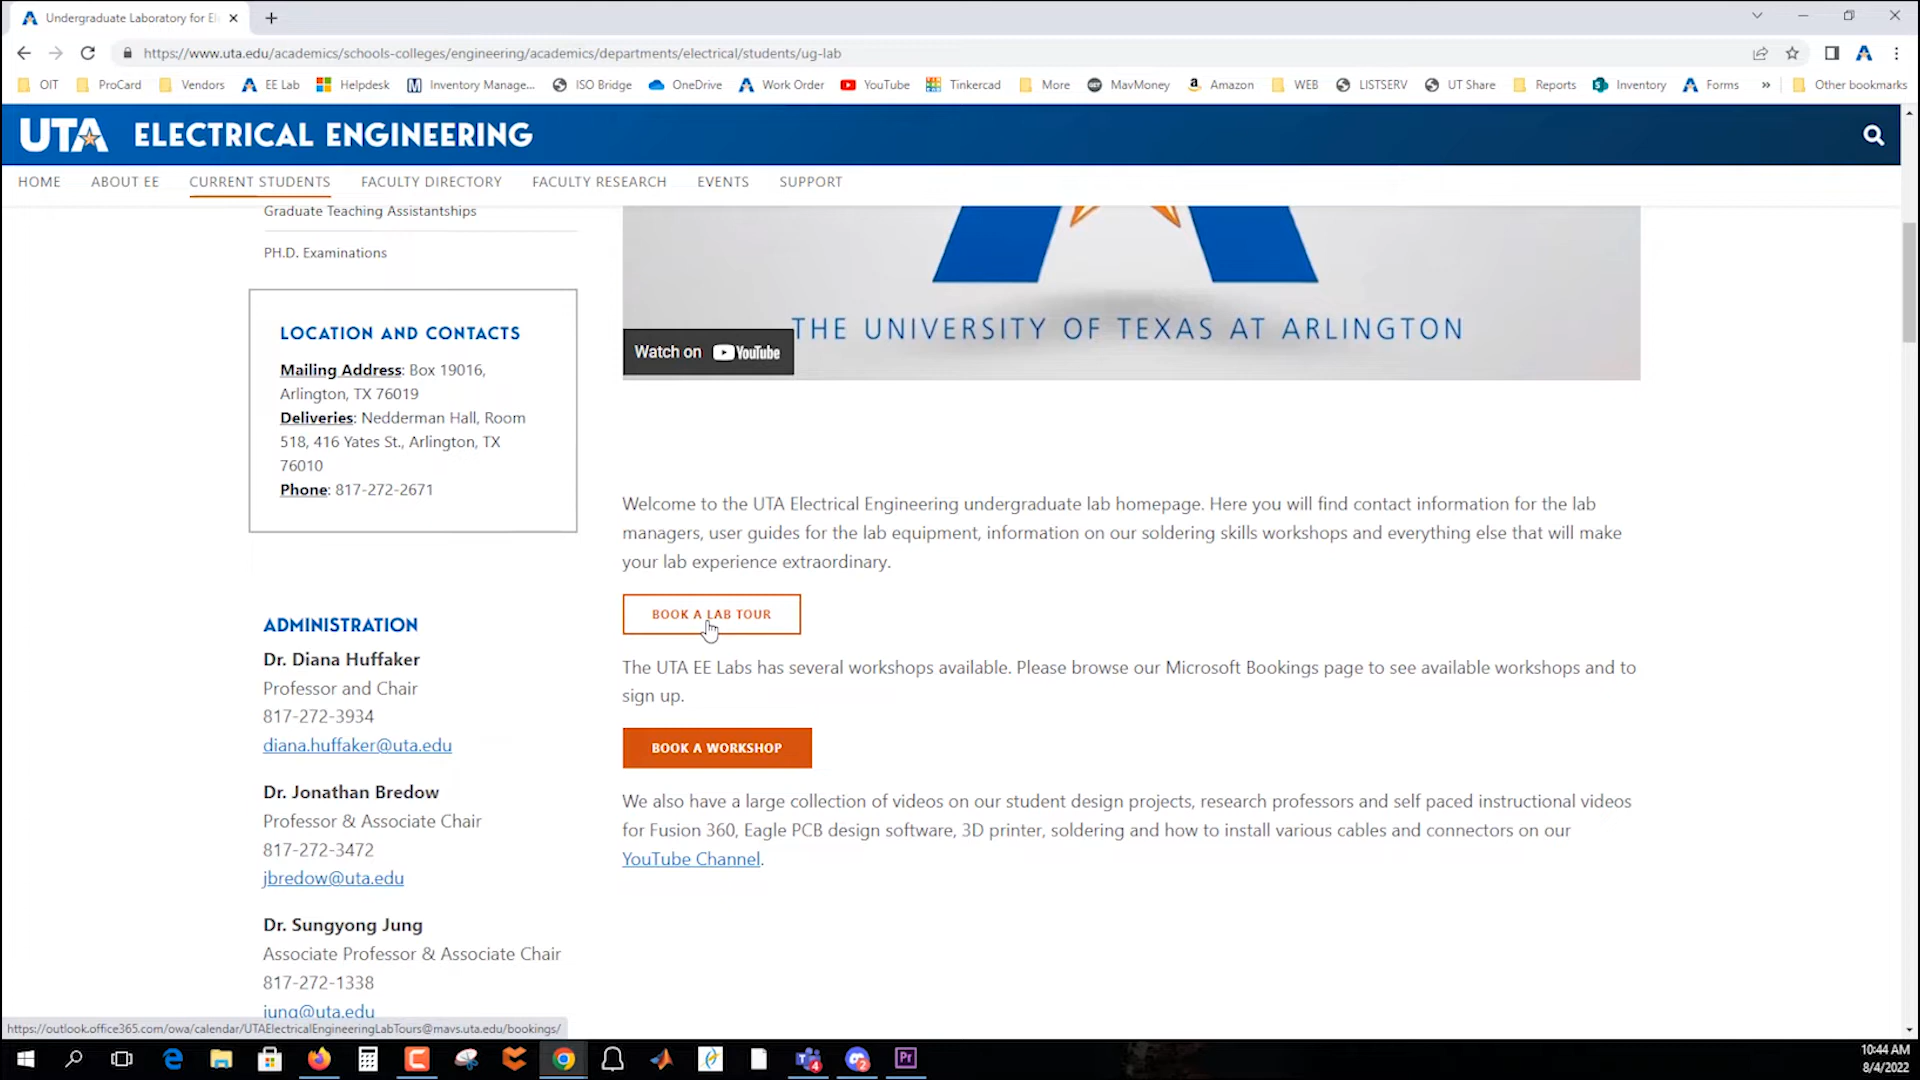 Undergraduate Laboratory for El
https://www.uta.edu/academics/schools-colleges/engineering/academics/departments/electrical/students/ug-lab
OIT ProCard Vendors EE Lab Helpdesk Inventory Manage... ISO Bridge OneDrive Work Order YouTube Tinkercad More MavMoney Amazon WEB LISTSERV UT Share Reports Inventory Forms » Other bookmarks
UTA ELECTRICAL ENGINEERING
HOME ABOUT EE CURRENT STUDENTS FACULTY DIRECTORY FACULTY RESEARCH EVENTS SUPPORT
Graduate Teaching Assistantships
PH.D. Examinations
LOCATION AND CONTACTS
Mailing Address: Box 19016,
Arlington, TX 76019
Deliveries: Nedderman Hall, Room
518, 416 Yates St., Arlington, TX
76010
Phone: 817-272-2671
ADMINISTRATION
Dr. Diana Huffaker
Professor and Chair
817-272-3934
diana.huffaker@uta.edu
Dr. Jonathan Bredow
Professor & Associate Chair
817-272-3472
jbredow@uta.edu
Dr. Sungyong Jung
Associate Professor & Associate Chair
817-272-1338
jung@uta.edu
THE UNIVERSITY OF TEXAS AT ARLINGTON
Watch on YouTube
Welcome to the UTA Electrical Engineering undergraduate lab homepage. Here you will find contact information for the lab
managers, user guides for the lab equipment, information on our soldering skills workshops and everything else that will make
your lab experience extraordinary.
BOOK A LAB TOUR
The UTA EE Labs has several workshops available. Please browse our Microsoft Bookings page to see available workshops and to
sign up.
BOOK A WORKSHOP
We also have a large collection of videos on our student design projects, research professors and self paced instructional videos
for Fusion 360, Eagle PCB design software, 3D printer, soldering and how to install various cables and connectors on our
YouTube Channel.
https://outlook.office365.com/owa/calendar/UTAElectricalEngineeringLabTours@mavs.uta.edu/bookings/
Pr
4
2
10:44 AM
8/4/2022